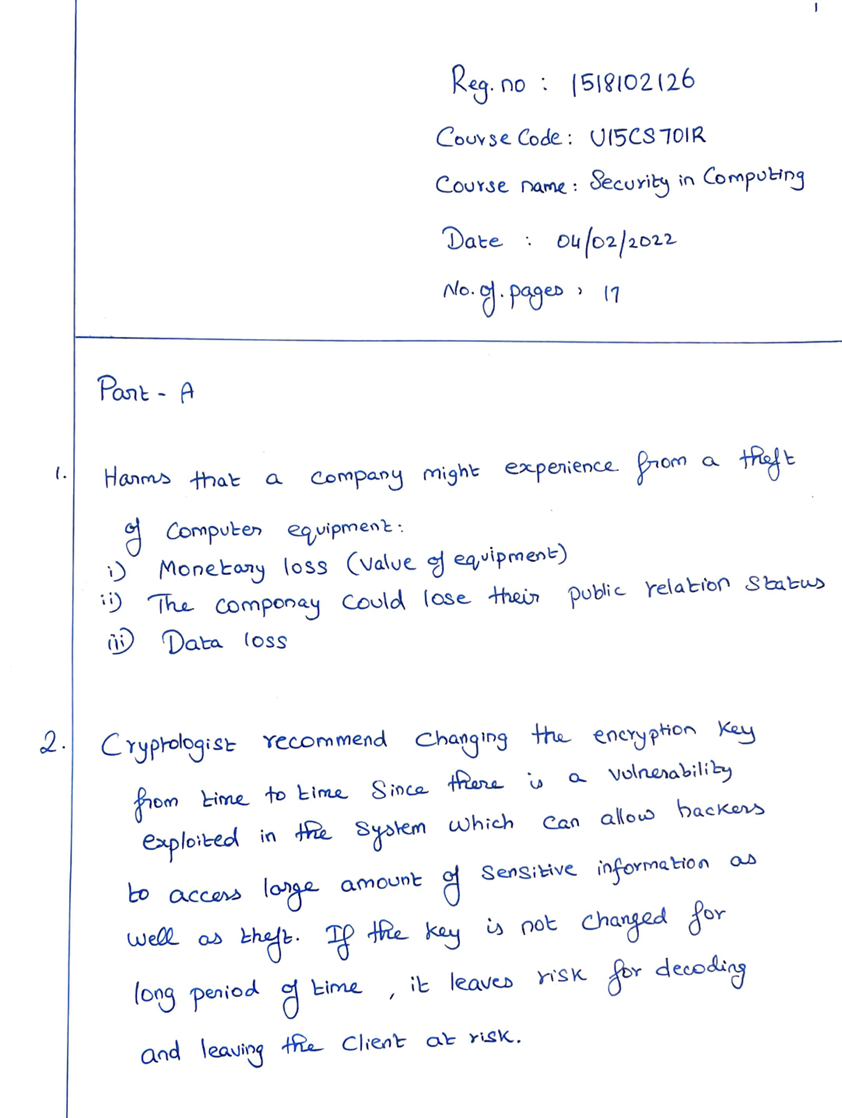 1
Reg. no : 1518102126
Course Code : U15CS701R
Course name : Security in Computing
Date : 04/02/2022
No. of. pages : 17
Part - A
1. Harms that a company might experience from a theft
of Computer equipment :
i) Monetary loss (Value of equipment)
ii) The componay Could lose their public relation Status
iii) Data loss
2. Cryptologist recommend Changing the encryption Key
from time to time Since there is a vulnerability
exploited in the System which can allow hackers
to access large amount of Sensitive information as
well as theft. If the key is not changed for
long period of time , it leaves risk for decoding
and leaving the Client at risk.